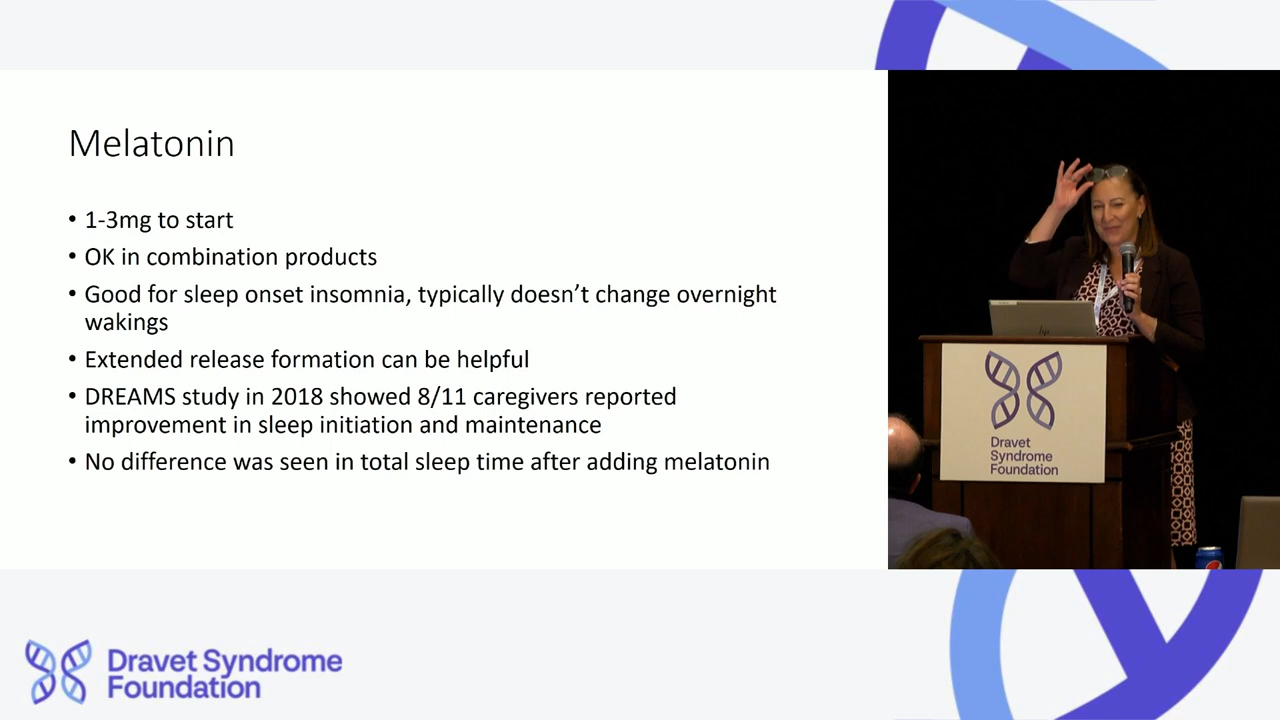 Melatonin
• 1-3mg to start
• OK in combination products
• Good for sleep onset insomnia, typically doesn’t change overnight
wakings
• Extended release formation can be helpful
• DREAMS study in 2018 showed 8/11 caregivers reported
improvement in sleep initiation and maintenance
• No difference was seen in total sleep time after adding melatonin
hp
Dravet
Syndrome
Foundation
Dravet Syndrome
Foundation